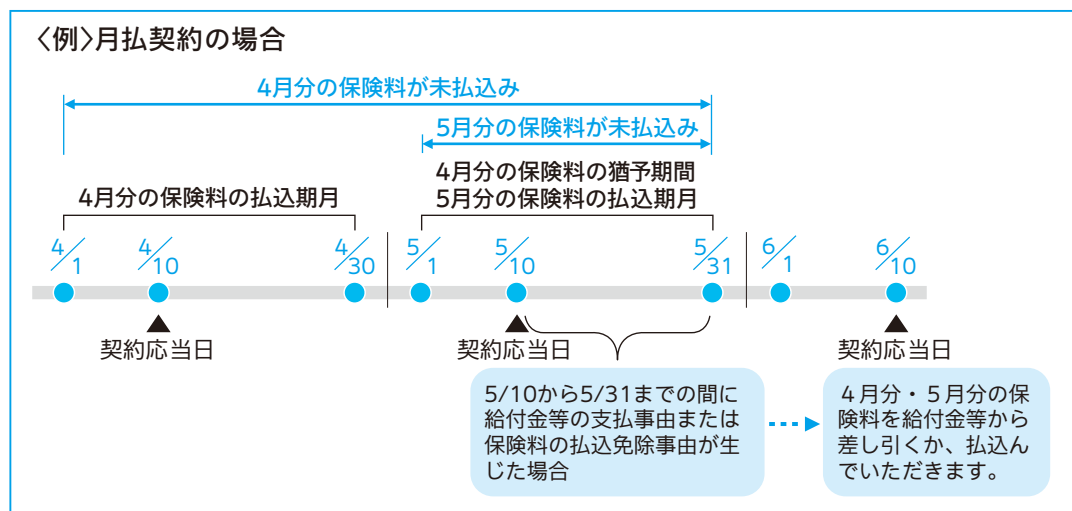 〈例〉月払契約の場合
4月分の保険料が未払込み
5月分の保険料が未払込み
4月分の保険料の猶予期間
4月分の保険料の払込期月
5月分の保険料の払込期月
4/1
4/10
4/30
5/1
5/10
5/31
6/1
6/10
契約応当日
契約応当日
契約応当日
5/10から5/31までの間に
給付金等の支払事由または
保険料の払込免除事由が生
じた場合
4月分・5月分の保
険料を給付金等から
差し引くか、払込ん
でいただきます。